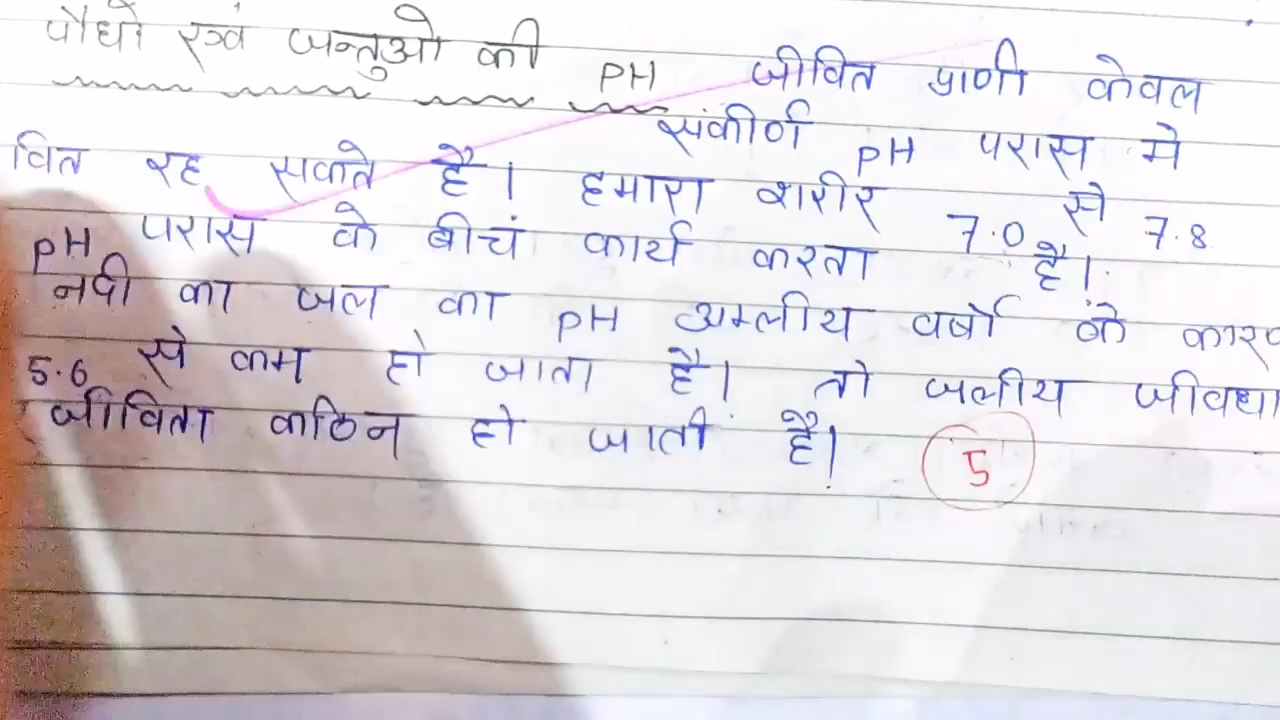 पौधों एवं जन्तुओ की PH जीवित प्राणी केवल
संकीर्ण pH परास मे
वित रह सकते है। हमारा शरीर 7.0 से 7.8
pH परास के बीचं कार्य करता है।
नदी का जल का pH अम्लीय वर्षा के कारण
5.6 से कम हो जाता है। तो जलीय जीवधा
जीविता कठिन हो जाती है।
5